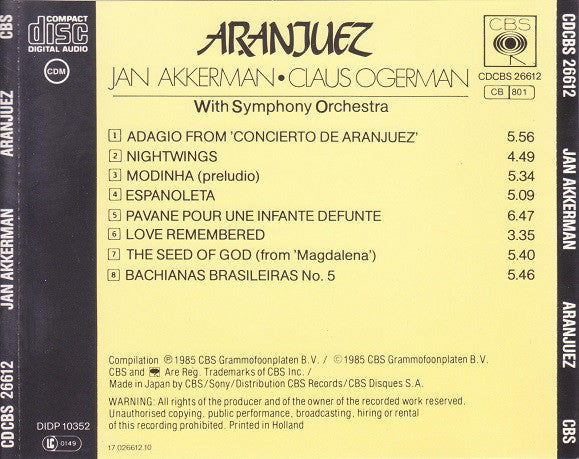 CBS
ARANJUEZ
JAN AKKERMAN
CDCBS 26612
COMPACT
disc
DIGITAL AUDIO
CDM
DIDP 10352
LC 0149
ARANJUEZ
JAN AKKERMAN • CLAUS OGERMAN
With Symphony Orchestra
CBS
CDCBS 26612
CB 801
1 ADAGIO FROM 'CONCIERTO DE ARANJUEZ' 5.56
2 NIGHTWINGS 4.49
3 MODINHA (preludio) 5.34
4 ESPANOLETA 5.09
5 PAVANE POUR UNE INFANTE DEFUNTE 6.47
6 LOVE REMEMBERED 3.35
7 THE SEED OF GOD (from 'Magdalena') 5.40
8 BACHIANAS BRASILEIRAS No. 5 5.46
Compilation ℗ 1985 CBS Grammofoonplaten B.V. / © 1985 CBS Grammofoonplaten B.V.
CBS and Are Reg. Trademarks of CBS Inc. /
Made in Japan by CBS/Sony/Distribution CBS Records/CBS Disques S.A.
WARNING: All rights of the producer and of the owner of the recorded work reserved.
Unauthorised copying, public performance, broadcasting, hiring or rental
of this recording prohibited. Printed in Holland
17.026612.10
CDCBS 26612
JAN AKKERMAN
ARANJUEZ
CBS